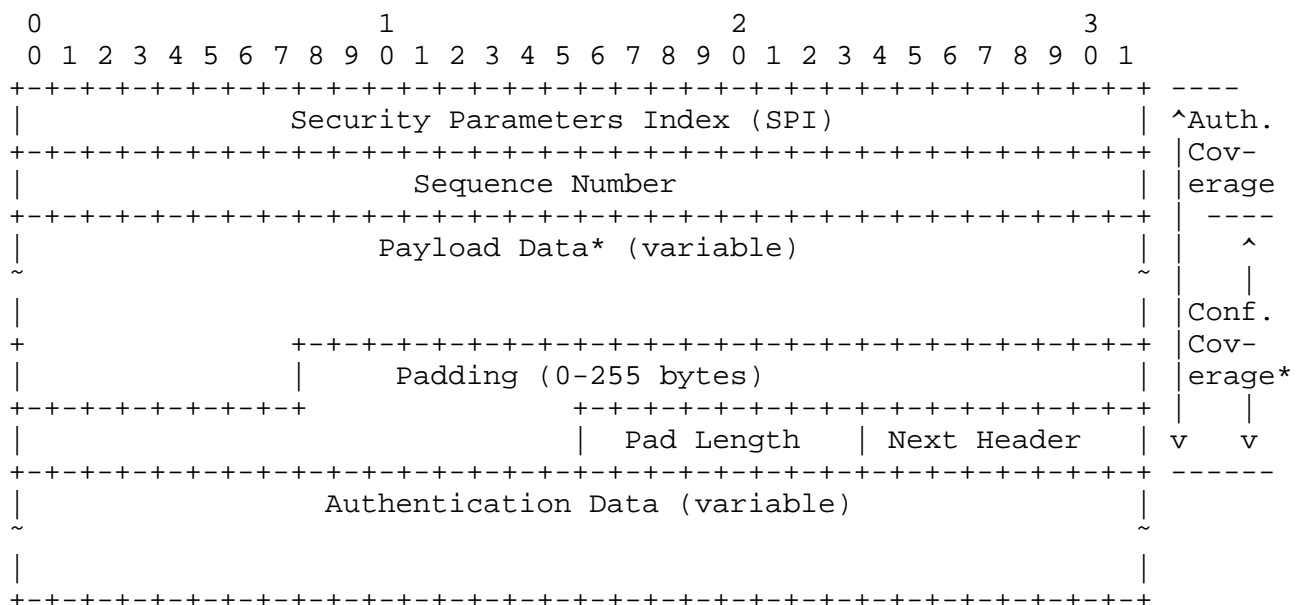 0                   1                   2                   3
 0 1 2 3 4 5 6 7 8 9 0 1 2 3 4 5 6 7 8 9 0 1 2 3 4 5 6 7 8 9 0 1
+-+-+-+-+-+-+-+-+-+-+-+-+-+-+-+-+-+-+-+-+-+-+-+-+-+-+-+-+-+-+-+-+ ----
|               Security Parameters Index (SPI)                 | ^Auth.
+-+-+-+-+-+-+-+-+-+-+-+-+-+-+-+-+-+-+-+-+-+-+-+-+-+-+-+-+-+-+-+-+ |Cov-
|                      Sequence Number                          | |erage
+-+-+-+-+-+-+-+-+-+-+-+-+-+-+-+-+-+-+-+-+-+-+-+-+-+-+-+-+-+-+-+-+ | ----
|                    Payload Data* (variable)                   | |   ^
~                                                               ~ |   |
|                                                               | |Conf.
+               +-+-+-+-+-+-+-+-+-+-+-+-+-+-+-+-+-+-+-+-+-+-+-+-+ |Cov-
|               |     Padding (0-255 bytes)                     | |erage*
+-+-+-+-+-+-+-+-+               +-+-+-+-+-+-+-+-+-+-+-+-+-+-+-+-+ |   |
|                               |  Pad Length   | Next Header   | v   v
+-+-+-+-+-+-+-+-+-+-+-+-+-+-+-+-+-+-+-+-+-+-+-+-+-+-+-+-+-+-+-+-+ ------
|                 Authentication Data (variable)                |
~                                                               ~
|                                                               |
+-+-+-+-+-+-+-+-+-+-+-+-+-+-+-+-+-+-+-+-+-+-+-+-+-+-+-+-+-+-+-+-+